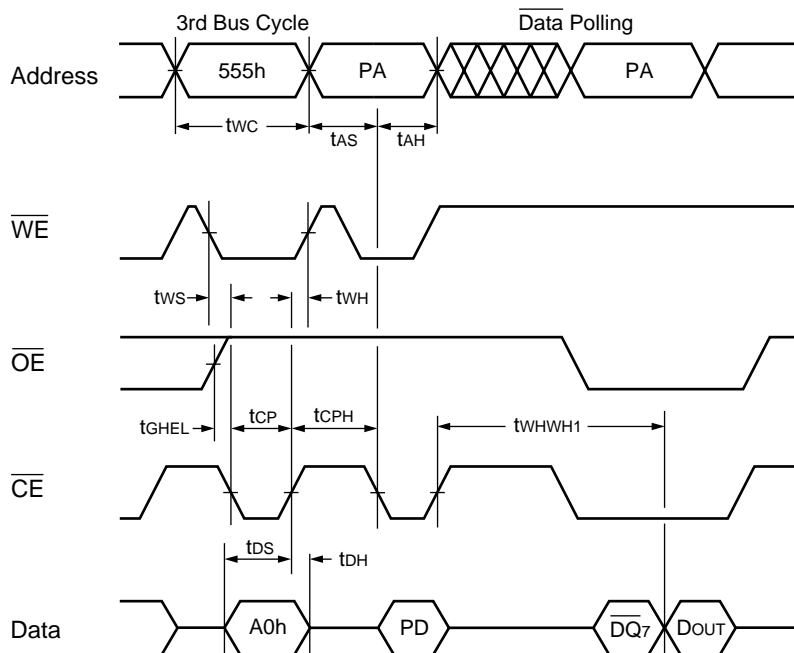 3rd Bus Cycle
Data Polling
Address
555h
PA
PA
tWC
tAS
tAH
WE
tWS
tWH
OE
tGHEL
tCP
tCPH
tWHWH1
CE
tDS
tDH
Data
A0h
PD
DQ7
DOUT